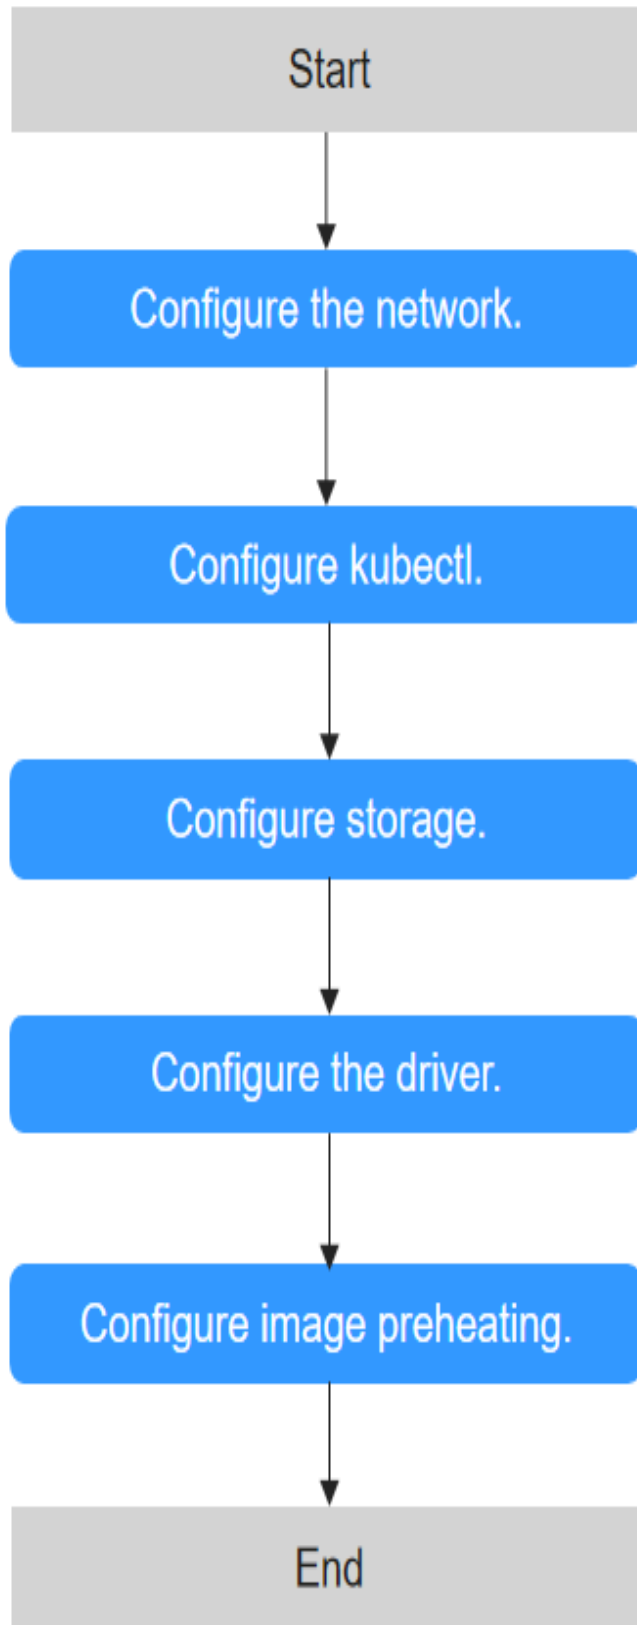 Start
Configure the network.
Configure kubectl.
Configure storage.
Configure the driver.
Configure image preheating.
End